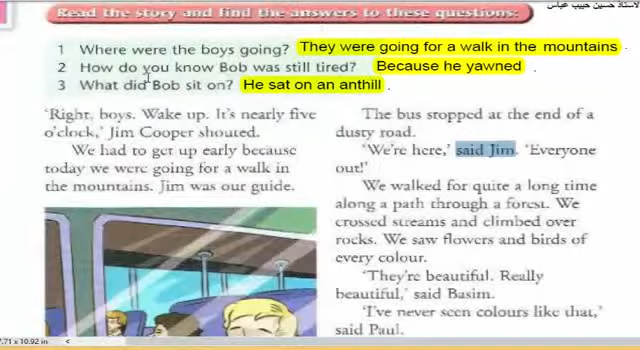 الاستاذ حسين حبيب عباس
Read the story and find the answers to these questions:
1 Where were the boys going? They were going for a walk in the mountains.
2 How do you know Bob was still tired? Because he yawned.
3 What did Bob sit on? He sat on an anthill.
‘Right, boys. Wake up. It's nearly five
o'clock,’ Jim Cooper shouted.
We had to get up early because
today we were going for a walk in
the mountains. Jim was our guide.
The bus stopped at the end of a
dusty road.
‘We're here,’ said Jim. ‘Everyone
out!’
We walked for quite a long time
along a path through a forest. We
crossed streams and climbed over
rocks. We saw flowers and birds of
every colour.
‘They're beautiful. Really
beautiful,’ said Basim.
‘I've never seen colours like that,’
said Paul.
7.71 x 10.92 in